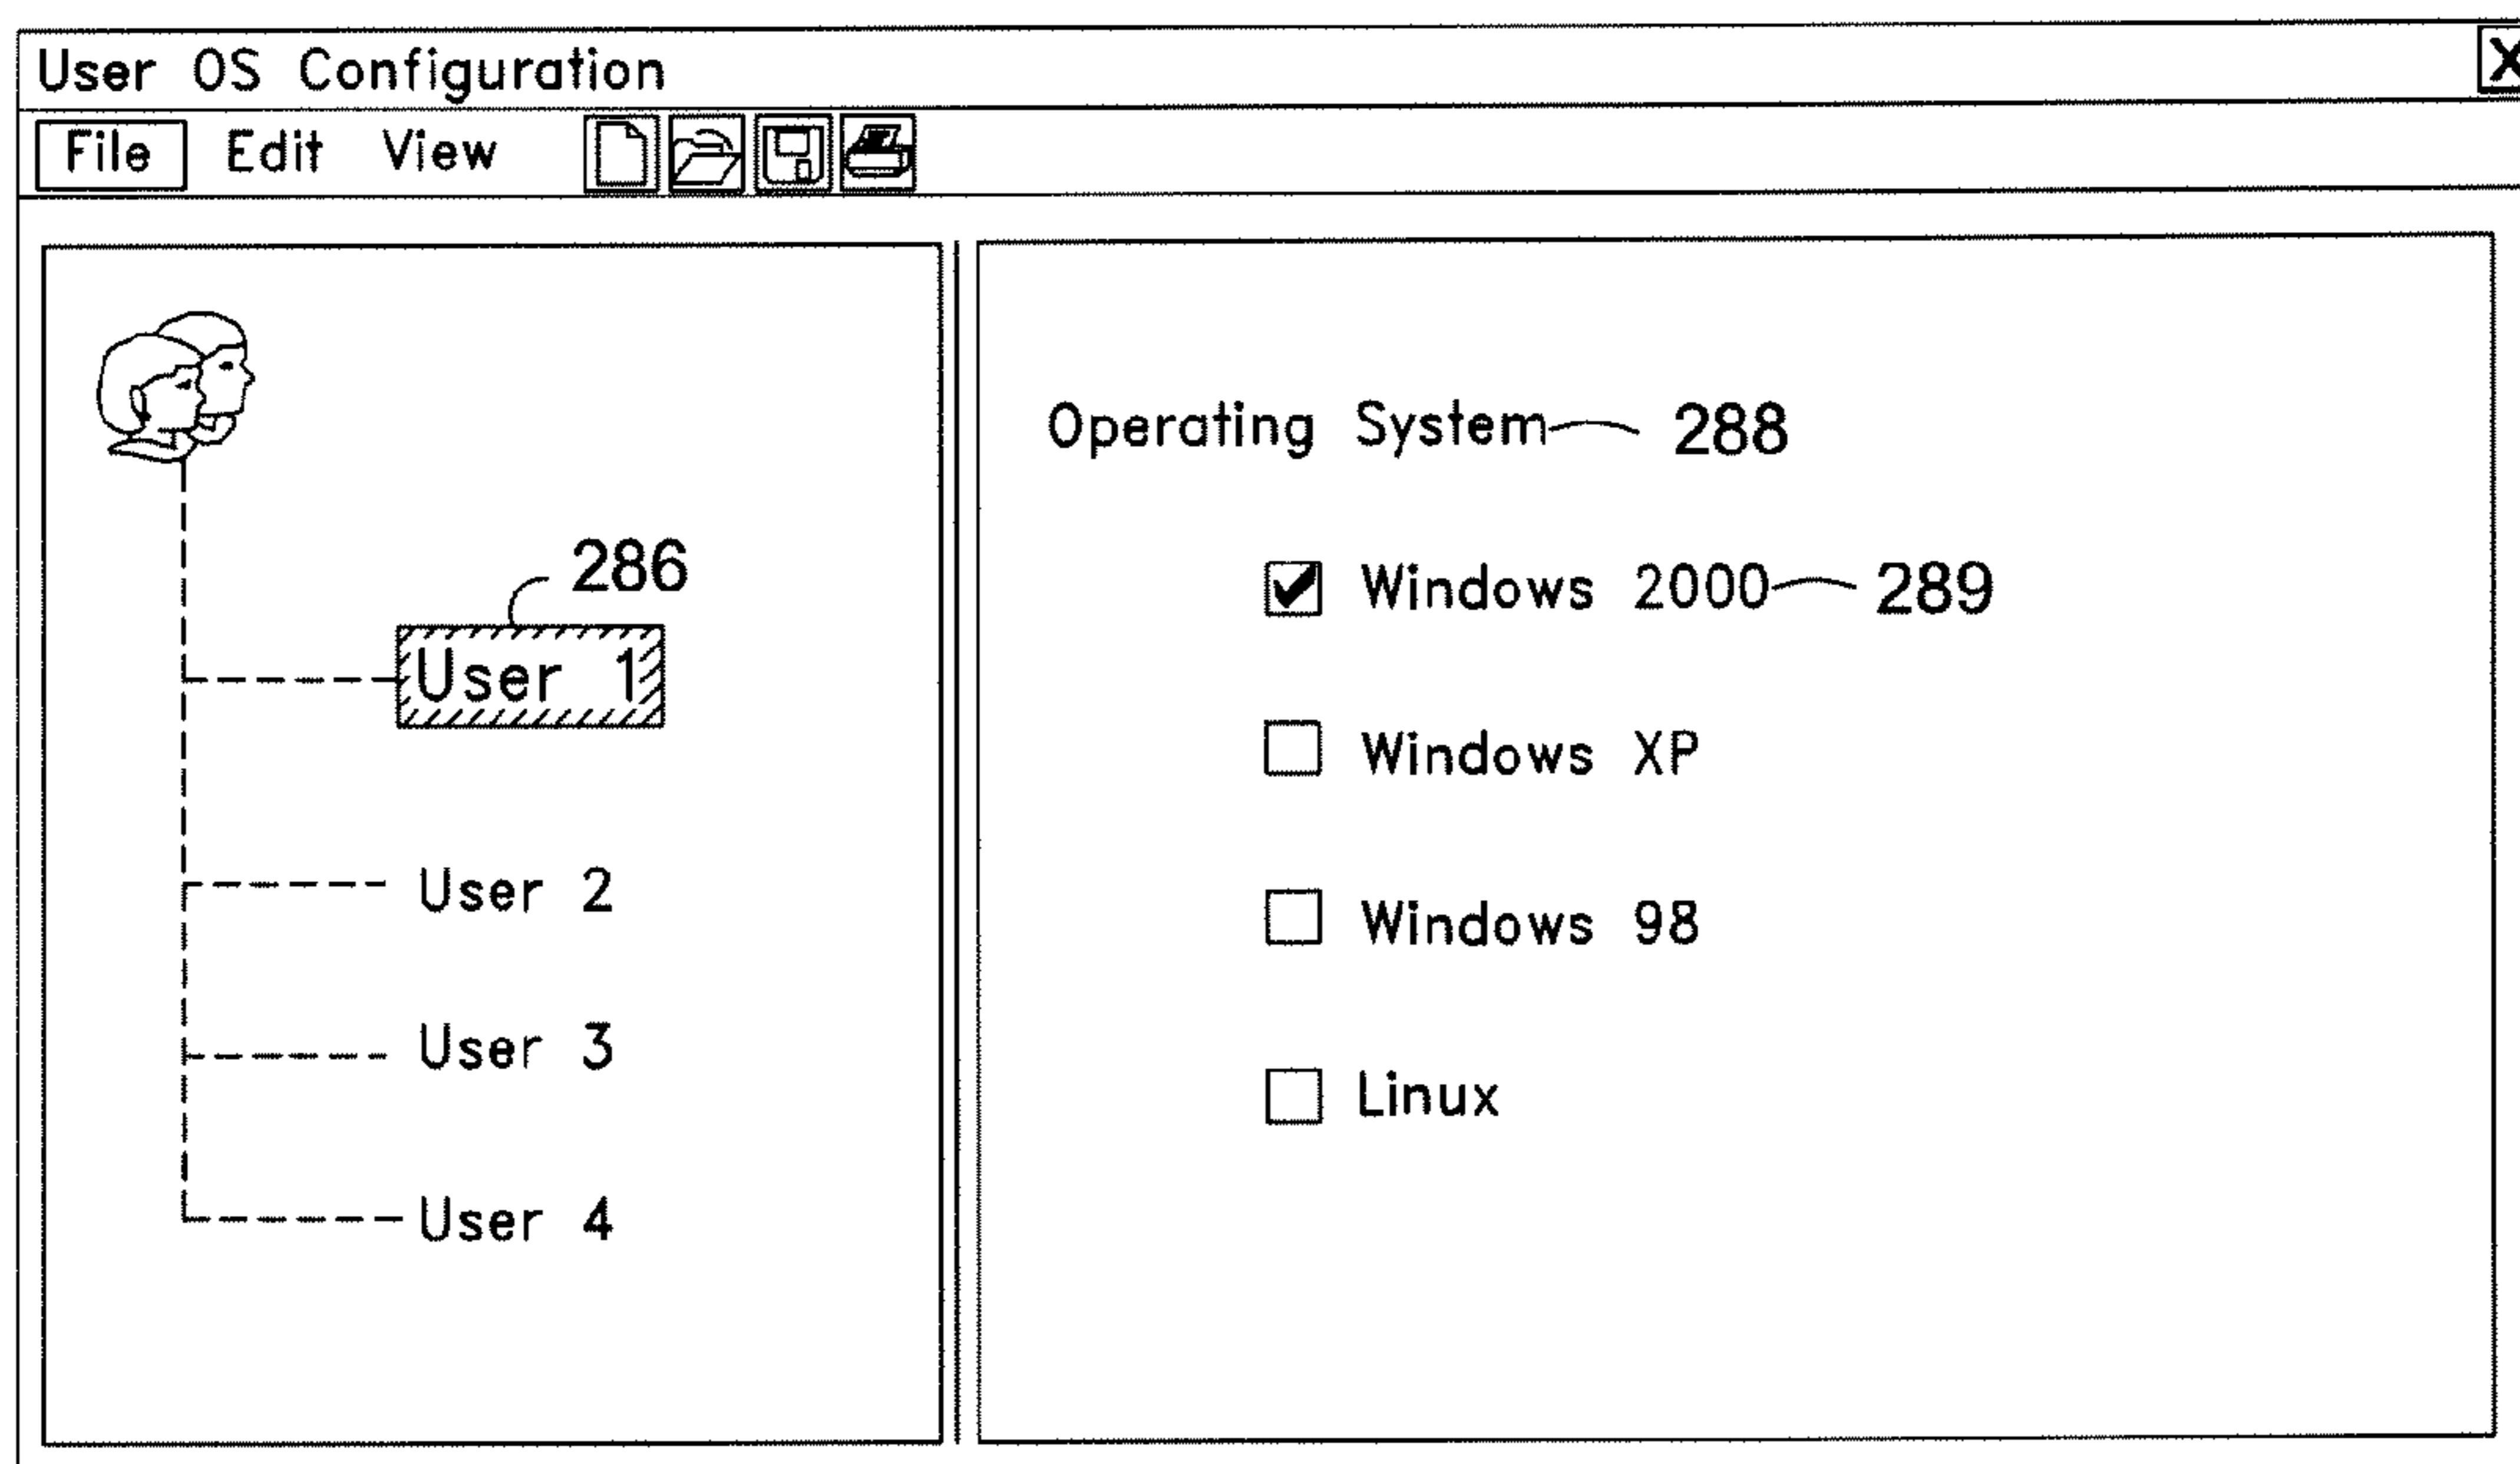 User OS Configuration
X
File Edit View
286
User 1
User 2
User 3
User 4
Operating System 288
Windows 2000 289
Windows XP
Windows 98
Linux